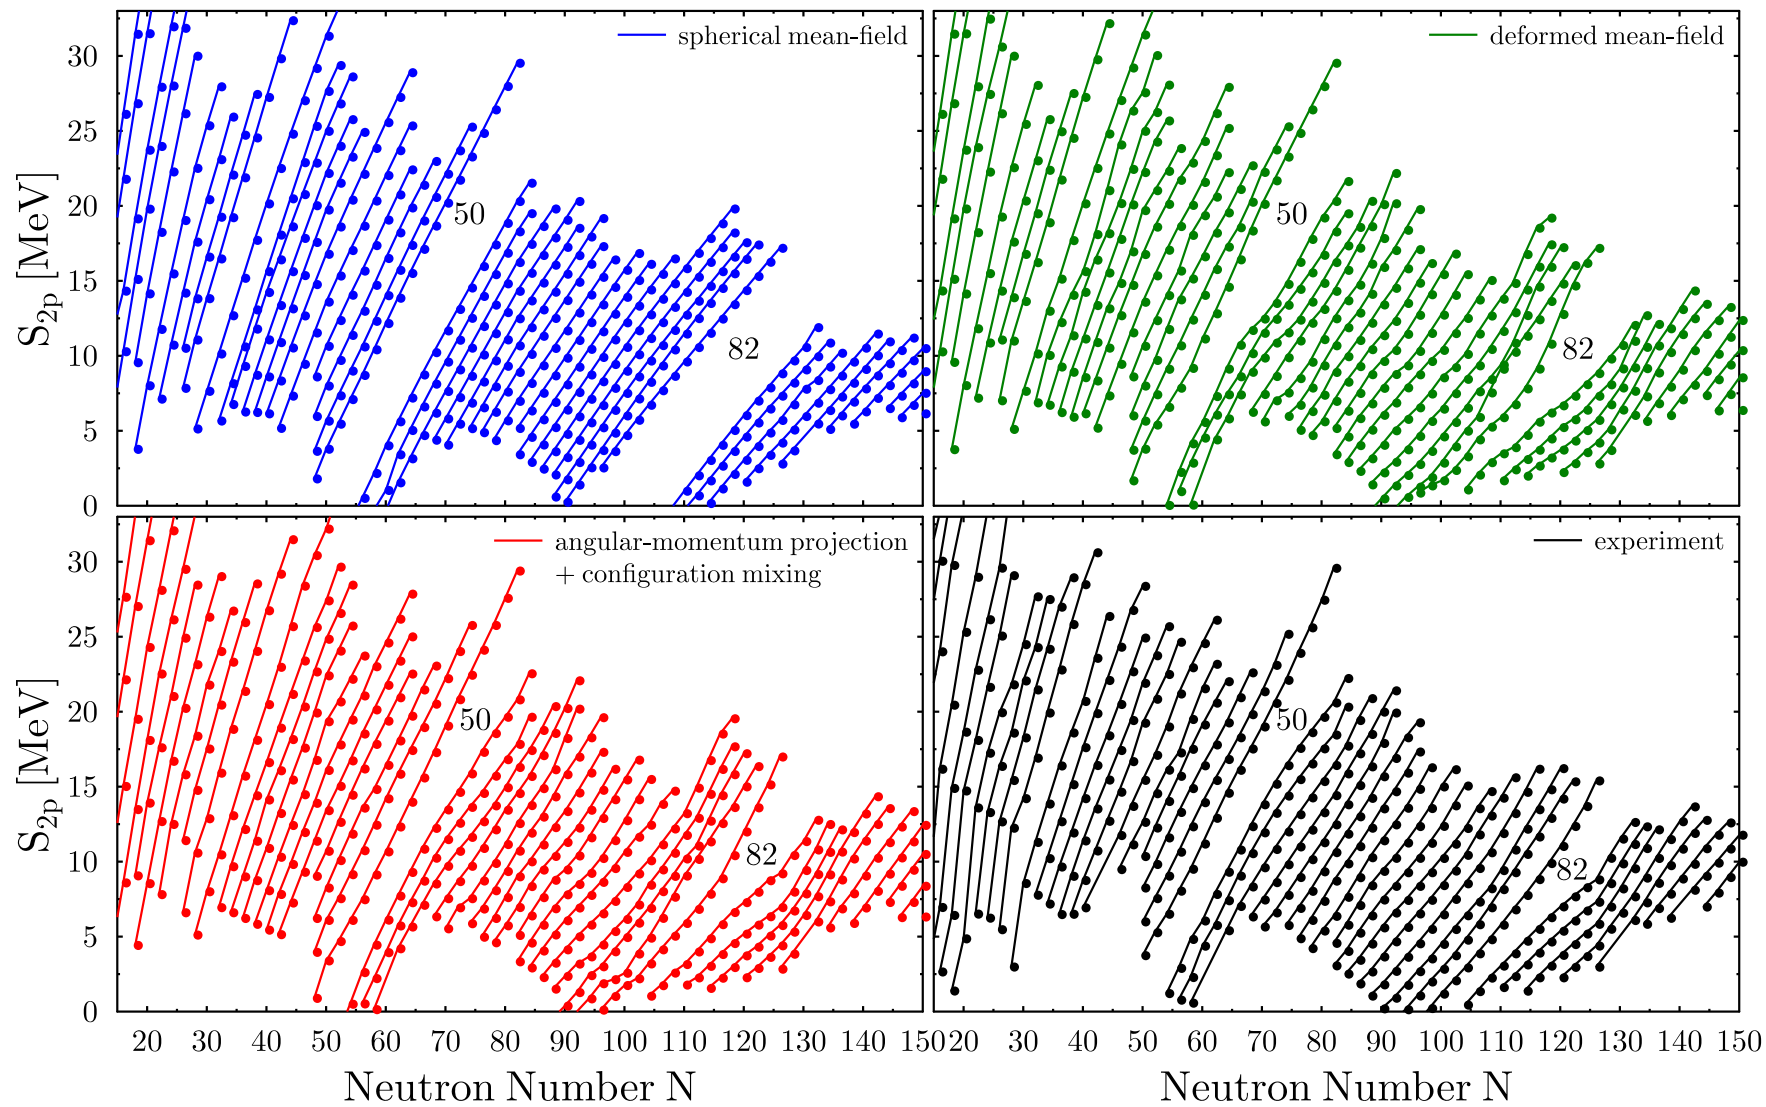 S2p [MeV]
30
25
20
15
10
5
0
spherical mean-field
50
82
deformed mean-field
50
82
S2p [MeV]
30
25
20
15
10
5
0
angular-momentum projection
+ configuration mixing
50
82
experiment
50
82
20 30 40 50 60 70 80 90 100 110 120 130 140 150
20 30 40 50 60 70 80 90 100 110 120 130 140 150
Neutron Number N
Neutron Number N